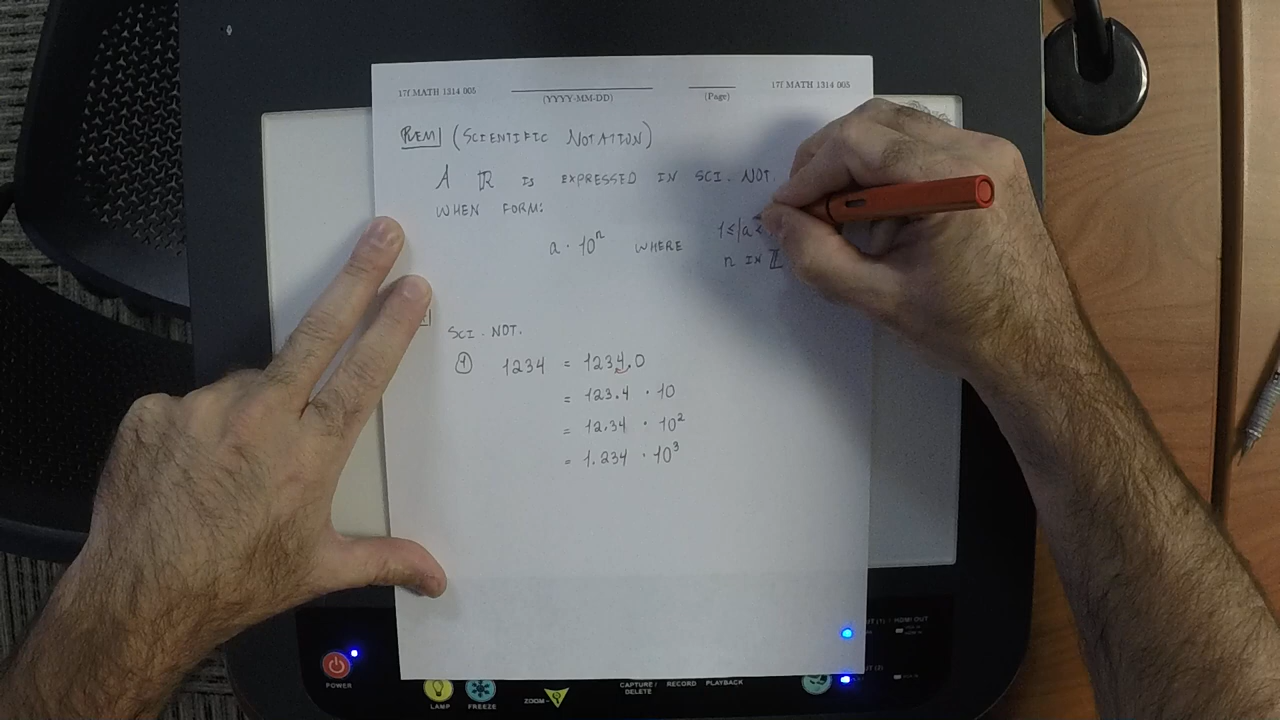 17f MATH 1314 005 (YYYY-MM-DD) (Page) 17f MATH 1314 005
REM (SCIENTIFIC NOTATION)
A ℝ IS EXPRESSED IN SCI. NOT.
WHEN FORM:
a · 10ⁿ WHERE 1 ≤ |a <
n IN ℤ
SCI. NOT.
① 1234 = 1234.0
= 123.4 · 10
= 12.34 · 10²
= 1.234 · 10³
POWER
LAMP
FREEZE
ZOOM
CAPTURE / DELETE
RECORD
PLAYBACK
HDMI OUT